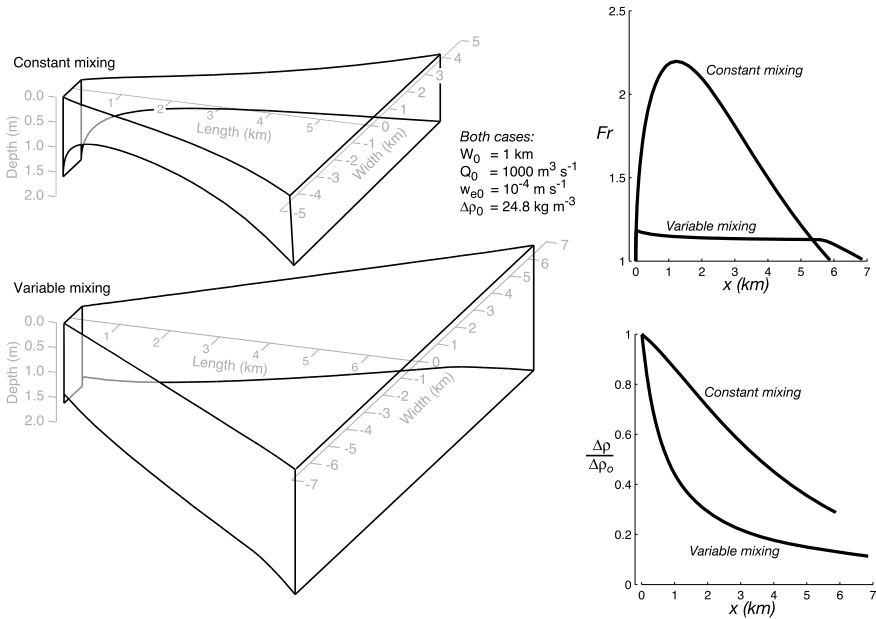 Constant mixing
Depth (m)
0.0
0.5
1.0
1.5
2.0
1
2
3
4
5
Length (km)
5
4
3
2
1
0
-1
-2
-3
-4
-5
Width (km)
Both cases:
W0 = 1 km
Q0 = 1000 m3 s-1
we0 = 10-4 m s-1
Δρ0 = 24.8 kg m-3
Variable mixing
Depth (m)
0.0
0.5
1.0
1.5
2.0
1
2
3
4
5
6
Length (km)
7
6
5
4
3
2
1
0
-1
-2
-3
-4
-5
-6
-7
Width (km)
2.5
2
1.5
1
Fr
Constant mixing
Variable mixing
0 1 2 3 4 5 6 7
x (km)
1
0.8
0.6
0.4
0.2
0
Δρ
Δρo
Constant mixing
Variable mixing
0 1 2 3 4 5 6 7
x (km)